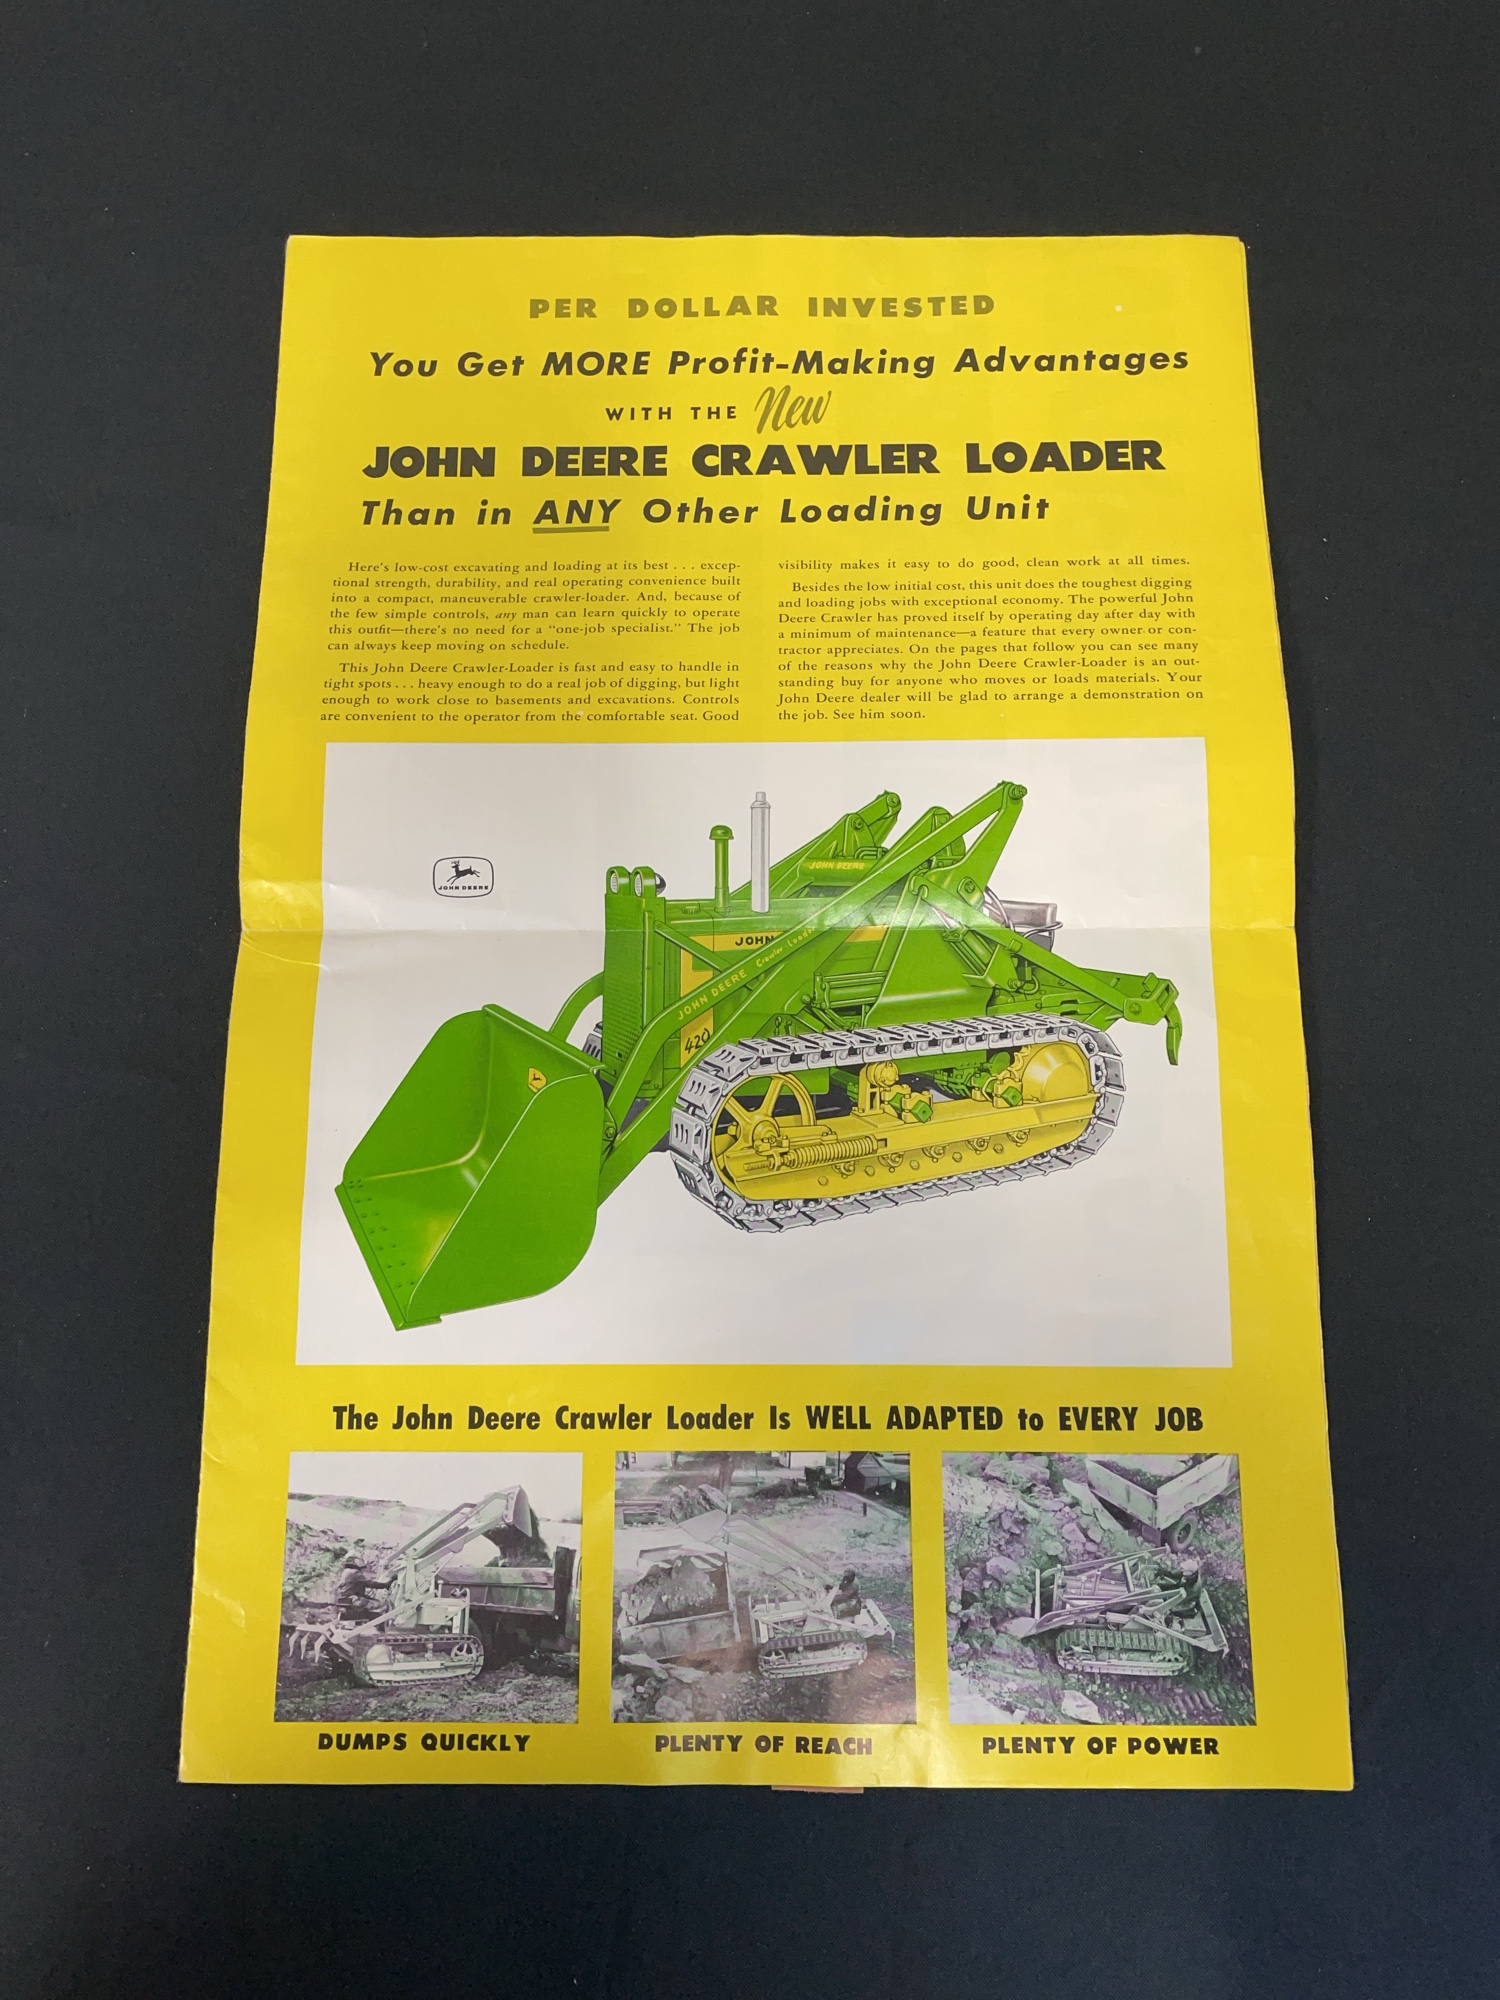 PER DOLLAR INVESTED
You Get MORE Profit-Making Advantages
WITH THE New
JOHN DEERE CRAWLER LOADER
Than in ANY Other Loading Unit
Here's low-cost excavating and loading at its best . . . excep-
tional strength, durability, and real operating convenience built
into a compact, maneuverable crawler-loader. And, because of
the few simple controls, any man can learn quickly to operate
this outfit—there's no need for a "one-job specialist." The job
can always keep moving on schedule.
This John Deere Crawler-Loader is fast and easy to handle in
tight spots . . . heavy enough to do a real job of digging, but light
enough to work close to basements and excavations. Controls
are convenient to the operator from the comfortable seat. Good
visibility makes it easy to do good, clean work at all times.
Besides the low initial cost, this unit does the toughest digging
and loading jobs with exceptional economy. The powerful John
Deere Crawler has proved itself by operating day after day with
a minimum of maintenance—a feature that every owner or con-
tractor appreciates. On the pages that follow you can see many
of the reasons why the John Deere Crawler-Loader is an out-
standing buy for anyone who moves or loads materials. Your
John Deere dealer will be glad to arrange a demonstration on
the job. See him soon.
JOHN DEERE
JOHN DEERE
JOHN
JOHN DEERE Crawler-Loader
420
The John Deere Crawler Loader Is WELL ADAPTED to EVERY JOB
DUMPS QUICKLY
PLENTY OF REACH
PLENTY OF POWER